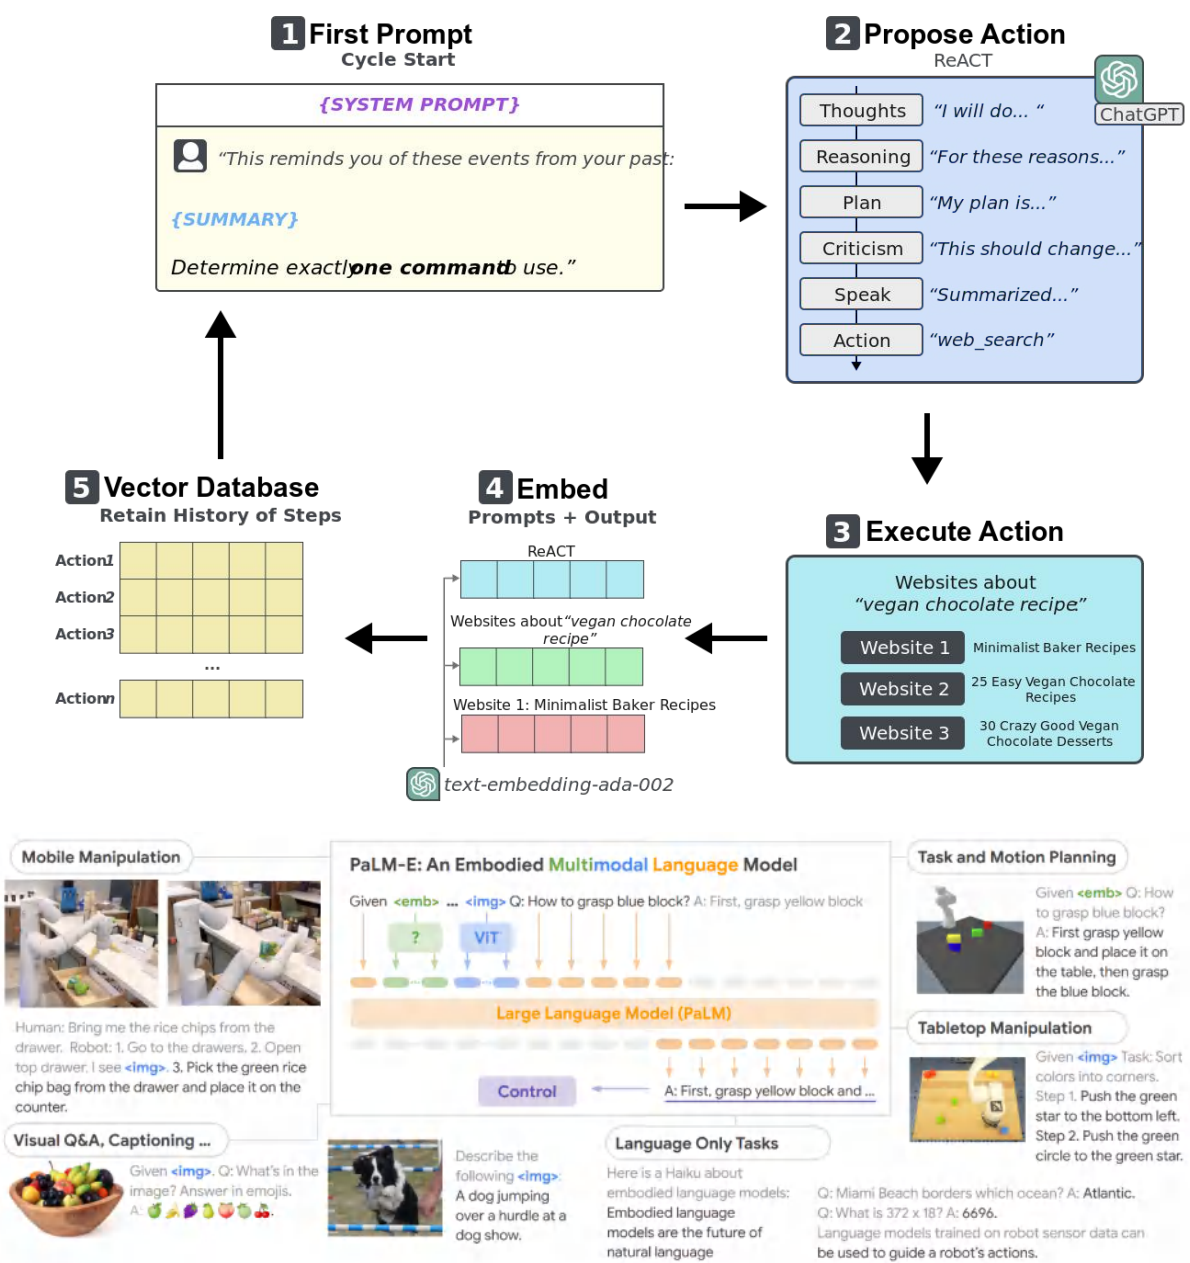 1 First Prompt
Cycle Start
{SYSTEM PROMPT}
“This reminds you of these events from your past:
{SUMMARY}
Determine exactly one command to use.”
2 Propose Action
ReACT
ChatGPT
Thoughts “I will do... “
Reasoning “For these reasons...”
Plan “My plan is...”
Criticism “This should change...”
Speak “Summarized...”
Action “web_search”
3 Execute Action
Websites about
“vegan chocolate recipe”
Website 1 Minimalist Baker Recipes
Website 2 25 Easy Vegan Chocolate
Recipes
Website 3 30 Crazy Good Vegan
Chocolate Desserts
4 Embed
Prompts + Output
ReACT
Websites about “vegan chocolate
recipe”
Website 1: Minimalist Baker Recipes
text-embedding-ada-002
5 Vector Database
Retain History of Steps
Action1
Action2
Action3
...
Actionn
Mobile Manipulation
Human: Bring me the rice chips from the
drawer. Robot: 1. Go to the drawers, 2. Open
top drawer. I see <img>. 3. Pick the green rice
chip bag from the drawer and place it on the
counter.
PaLM-E: An Embodied Multimodal Language Model
Given <emb> ... <img> Q: How to grasp blue block? A: First, grasp yellow block
?
ViT
Large Language Model (PaLM)
Control
A: First, grasp yellow block and ...
Task and Motion Planning
Given <emb> Q: How
to grasp blue block?
A: First grasp yellow
block and place it on
the table, then grasp
the blue block.
Tabletop Manipulation
Given <img> Task: Sort
colors into corners.
Step 1. Push the green
star to the bottom left.
Step 2. Push the green
circle to the green star.
Visual Q&A, Captioning ...
Given <img>. Q: What's in the
image? Answer in emojis.
A: 🍏🍌🍇🍐🍑🍈🍒.
Describe the
following <img>:
A dog jumping
over a hurdle at a
dog show.
Language Only Tasks
Here is a Haiku about
embodied language models:
Embodied language
models are the future of
natural language
Q: Miami Beach borders which ocean? A: Atlantic.
Q: What is 372 x 18? A: 6696.
Language models trained on robot sensor data can
be used to guide a robot's actions.